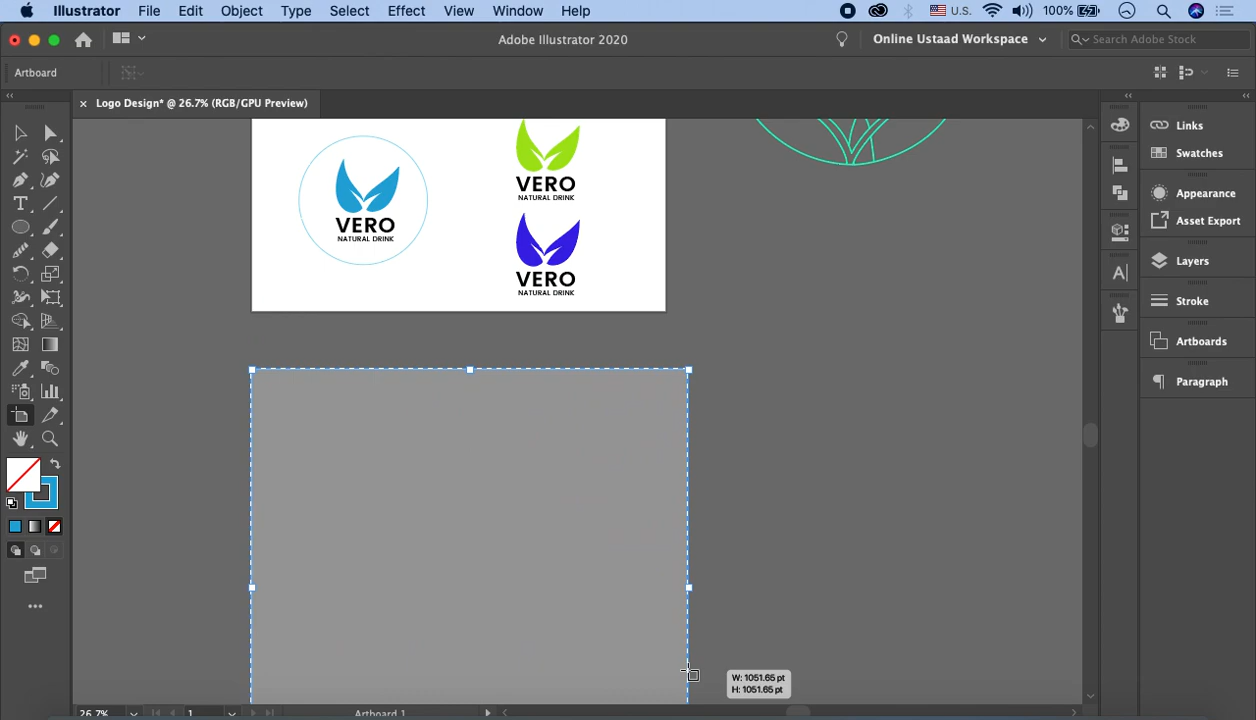 Illustrator File Edit Object Type Select Effect View Window Help
U.S. 100%
Adobe Illustrator 2020
Online Ustaad Workspace
Search Adobe Stock
Artboard
Logo Design* @ 26.7% (RGB/GPU Preview)
Links
Swatches
Appearance
Asset Export
Layers
Stroke
Artboards
Paragraph
VERO
NATURAL DRINK
VERO
NATURAL DRINK
VERO
NATURAL DRINK
W: 1051.65 pt
H: 1051.65 pt
26.7% 1 Artboard 1